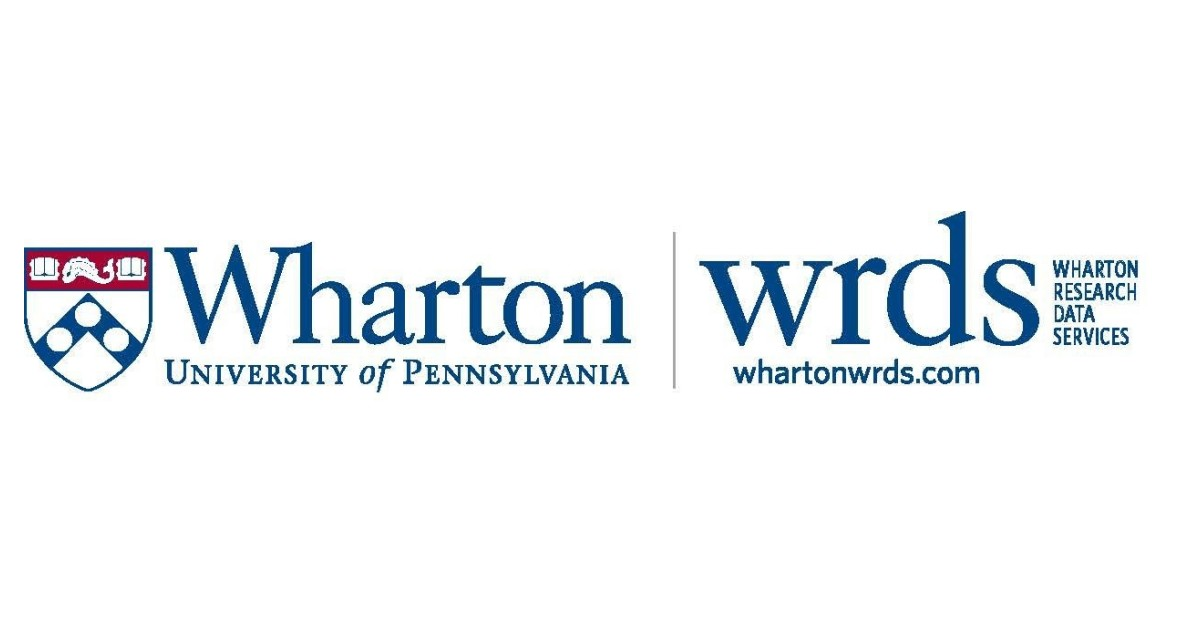 Wharton
UNIVERSITY of PENNSYLVANIA
wrds
WHARTON
RESEARCH
DATA
SERVICES
whartonwrds.com